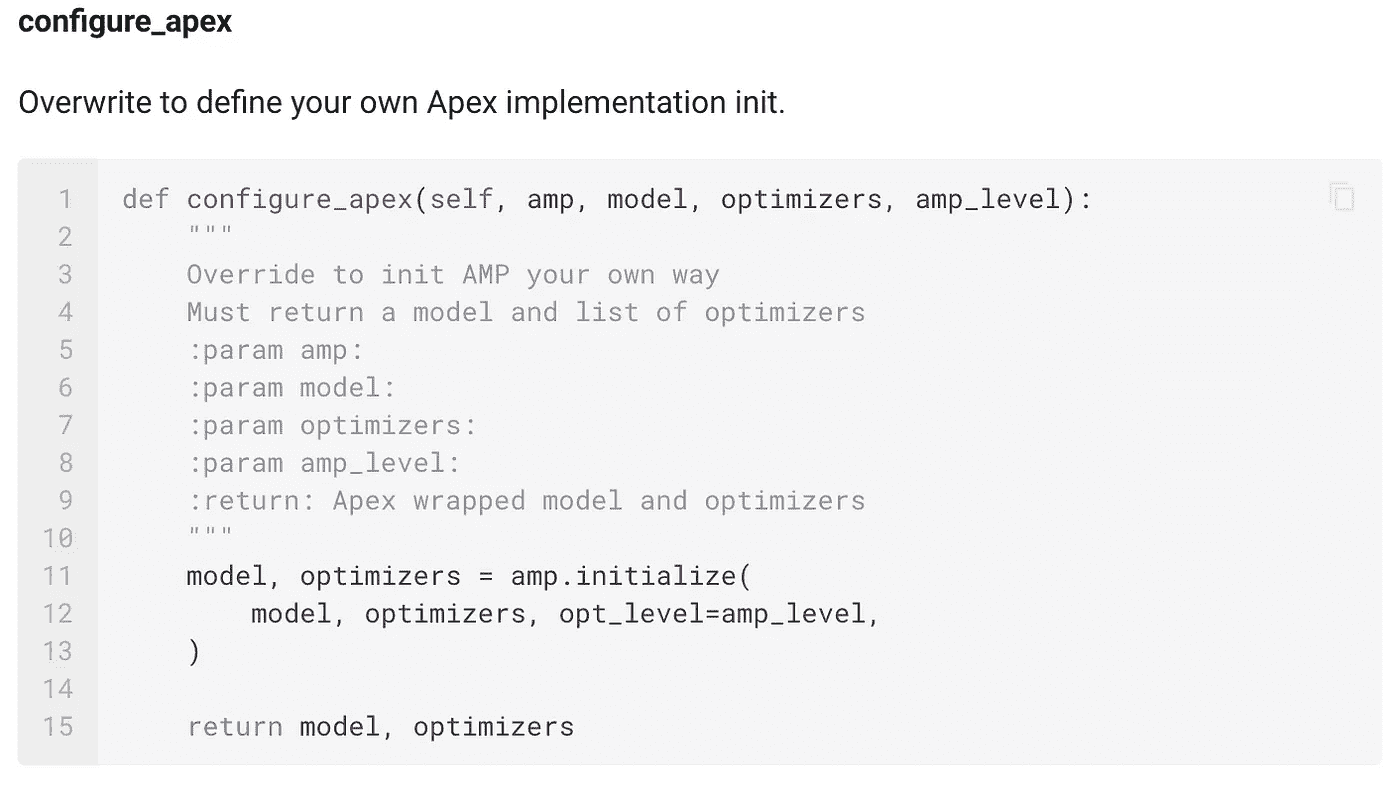 configure_apex
Overwrite to define your own Apex implementation init.
1 def configure_apex(self, amp, model, optimizers, amp_level):
2     """
3     Override to init AMP your own way
4     Must return a model and list of optimizers
5     :param amp:
6     :param model:
7     :param optimizers:
8     :param amp_level:
9     :return: Apex wrapped model and optimizers
10     """
11     model, optimizers = amp.initialize(
12         model, optimizers, opt_level=amp_level,
13     )
14
15     return model, optimizers